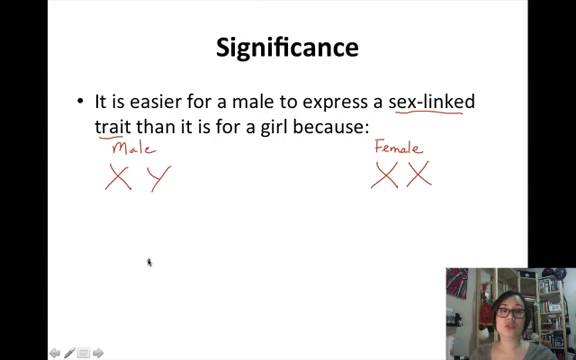 Significance
• It is easier for a male to express a sex-linked
trait than it is for a girl because:
Male Female
X Y X X